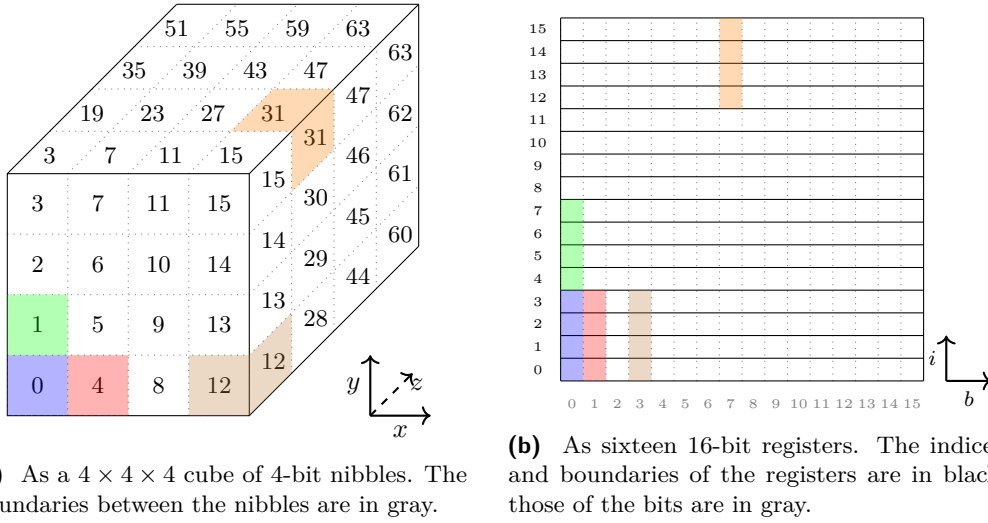 51 55 59 63
35 39 43 47
19 23 27 31
3 7 11 15
63
47
62
31
46
61
15
30
45
60
14
29
44
13
28
12
3 7 11 15
2 6 10 14
1 5 9 13
0 4 8 12
y
z
x
15
14
13
12
11
10
9
8
7
6
5
4
3
2
1
0
0 1 2 3 4 5 6 7 8 9 10 11 12 13 14 15
i
b
) As a 4 × 4 × 4 cube of 4-bit nibbles. The
undaries between the nibbles are in gray.
(b) As sixteen 16-bit registers. The indice
and boundaries of the registers are in black
those of the bits are in gray.